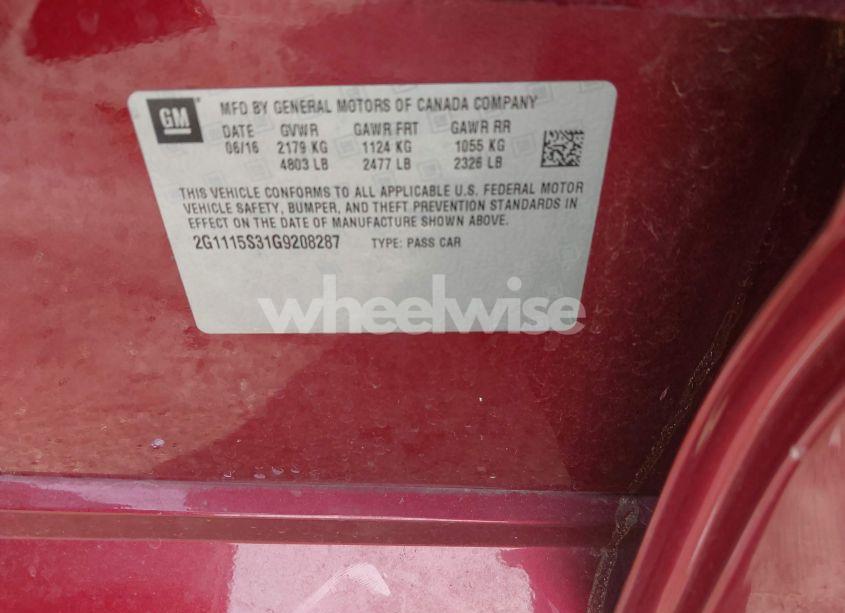 GM
MFD BY GENERAL MOTORS OF CANADA COMPANY
DATE GVWR GAWR FRT GAWR RR
06/16 2179 KG 1124 KG 1055 KG
4803 LB 2477 LB 2326 LB
THIS VEHICLE CONFORMS TO ALL APPLICABLE U.S. FEDERAL MOTOR
VEHICLE SAFETY, BUMPER, AND THEFT PREVENTION STANDARDS IN
EFFECT ON THE DATE OF MANUFACTURE SHOWN ABOVE.
2G1115S31G9208287 TYPE: PASS CAR
wheelwise